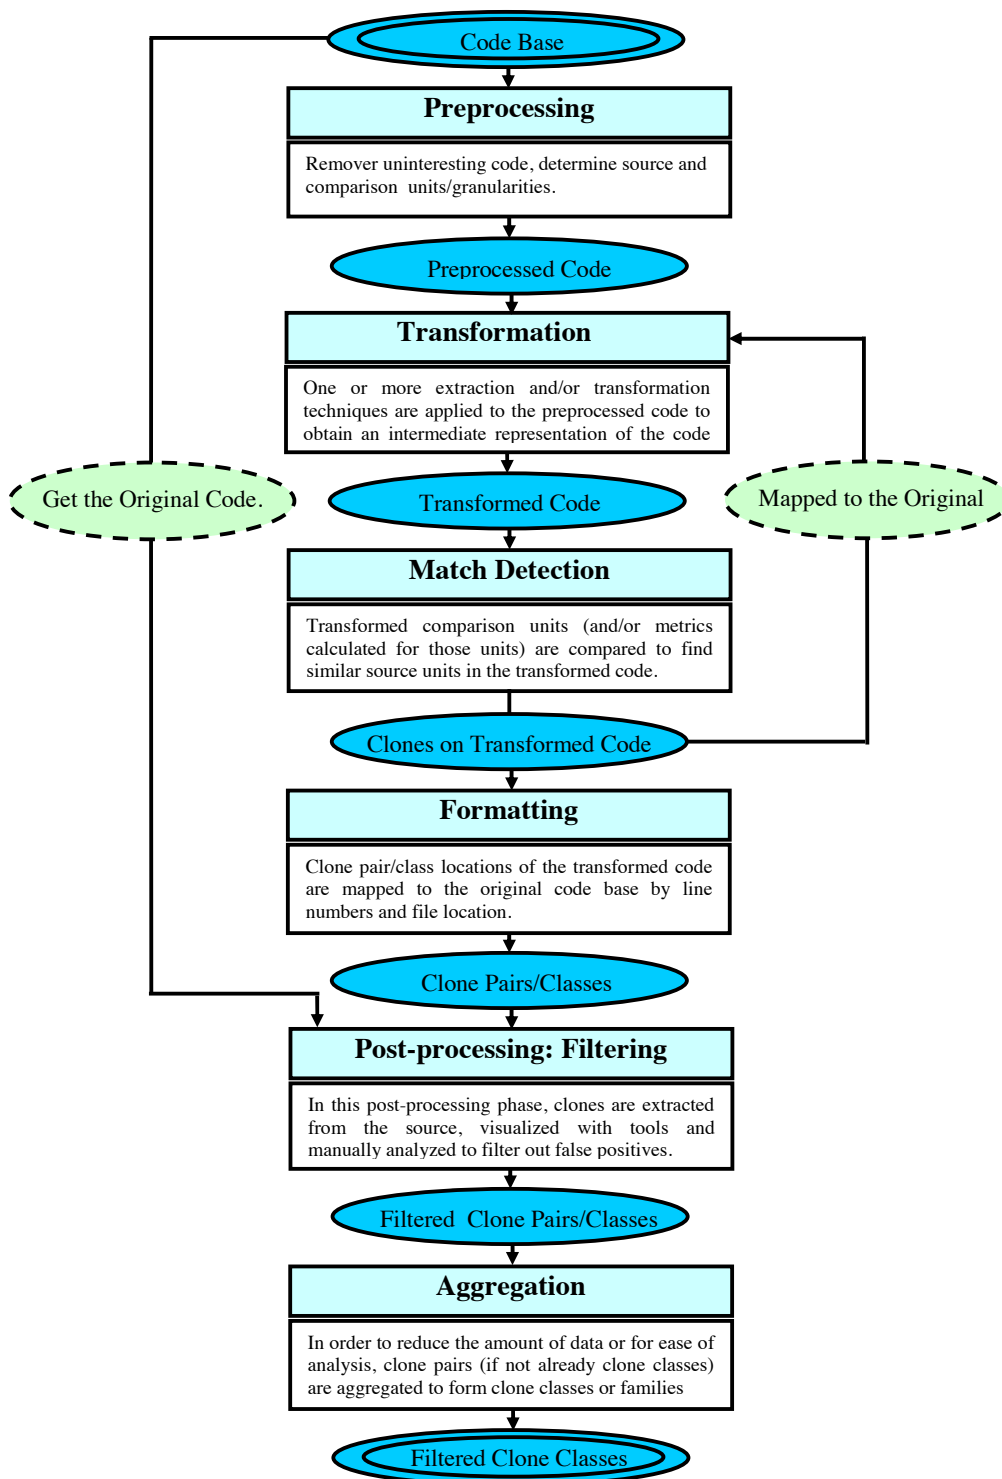 Code Base
Preprocessing
Remover uninteresting code, determine source and
comparison units/granularities.
Preprocessed Code
Transformation
One or more extraction and/or transformation
techniques are applied to the preprocessed code to
obtain an intermediate representation of the code
Get the Original Code.
Transformed Code
Mapped to the Original
Match Detection
Transformed comparison units (and/or metrics
calculated for those units) are compared to find
similar source units in the transformed code.
Clones on Transformed Code
Formatting
Clone pair/class locations of the transformed code
are mapped to the original code base by line
numbers and file location.
Clone Pairs/Classes
Post-processing: Filtering
In this post-processing phase, clones are extracted
from the source, visualized with tools and
manually analyzed to filter out false positives.
Filtered Clone Pairs/Classes
Aggregation
In order to reduce the amount of data or for ease of
analysis, clone pairs (if not already clone classes)
are aggregated to form clone classes or families
Filtered Clone Classes